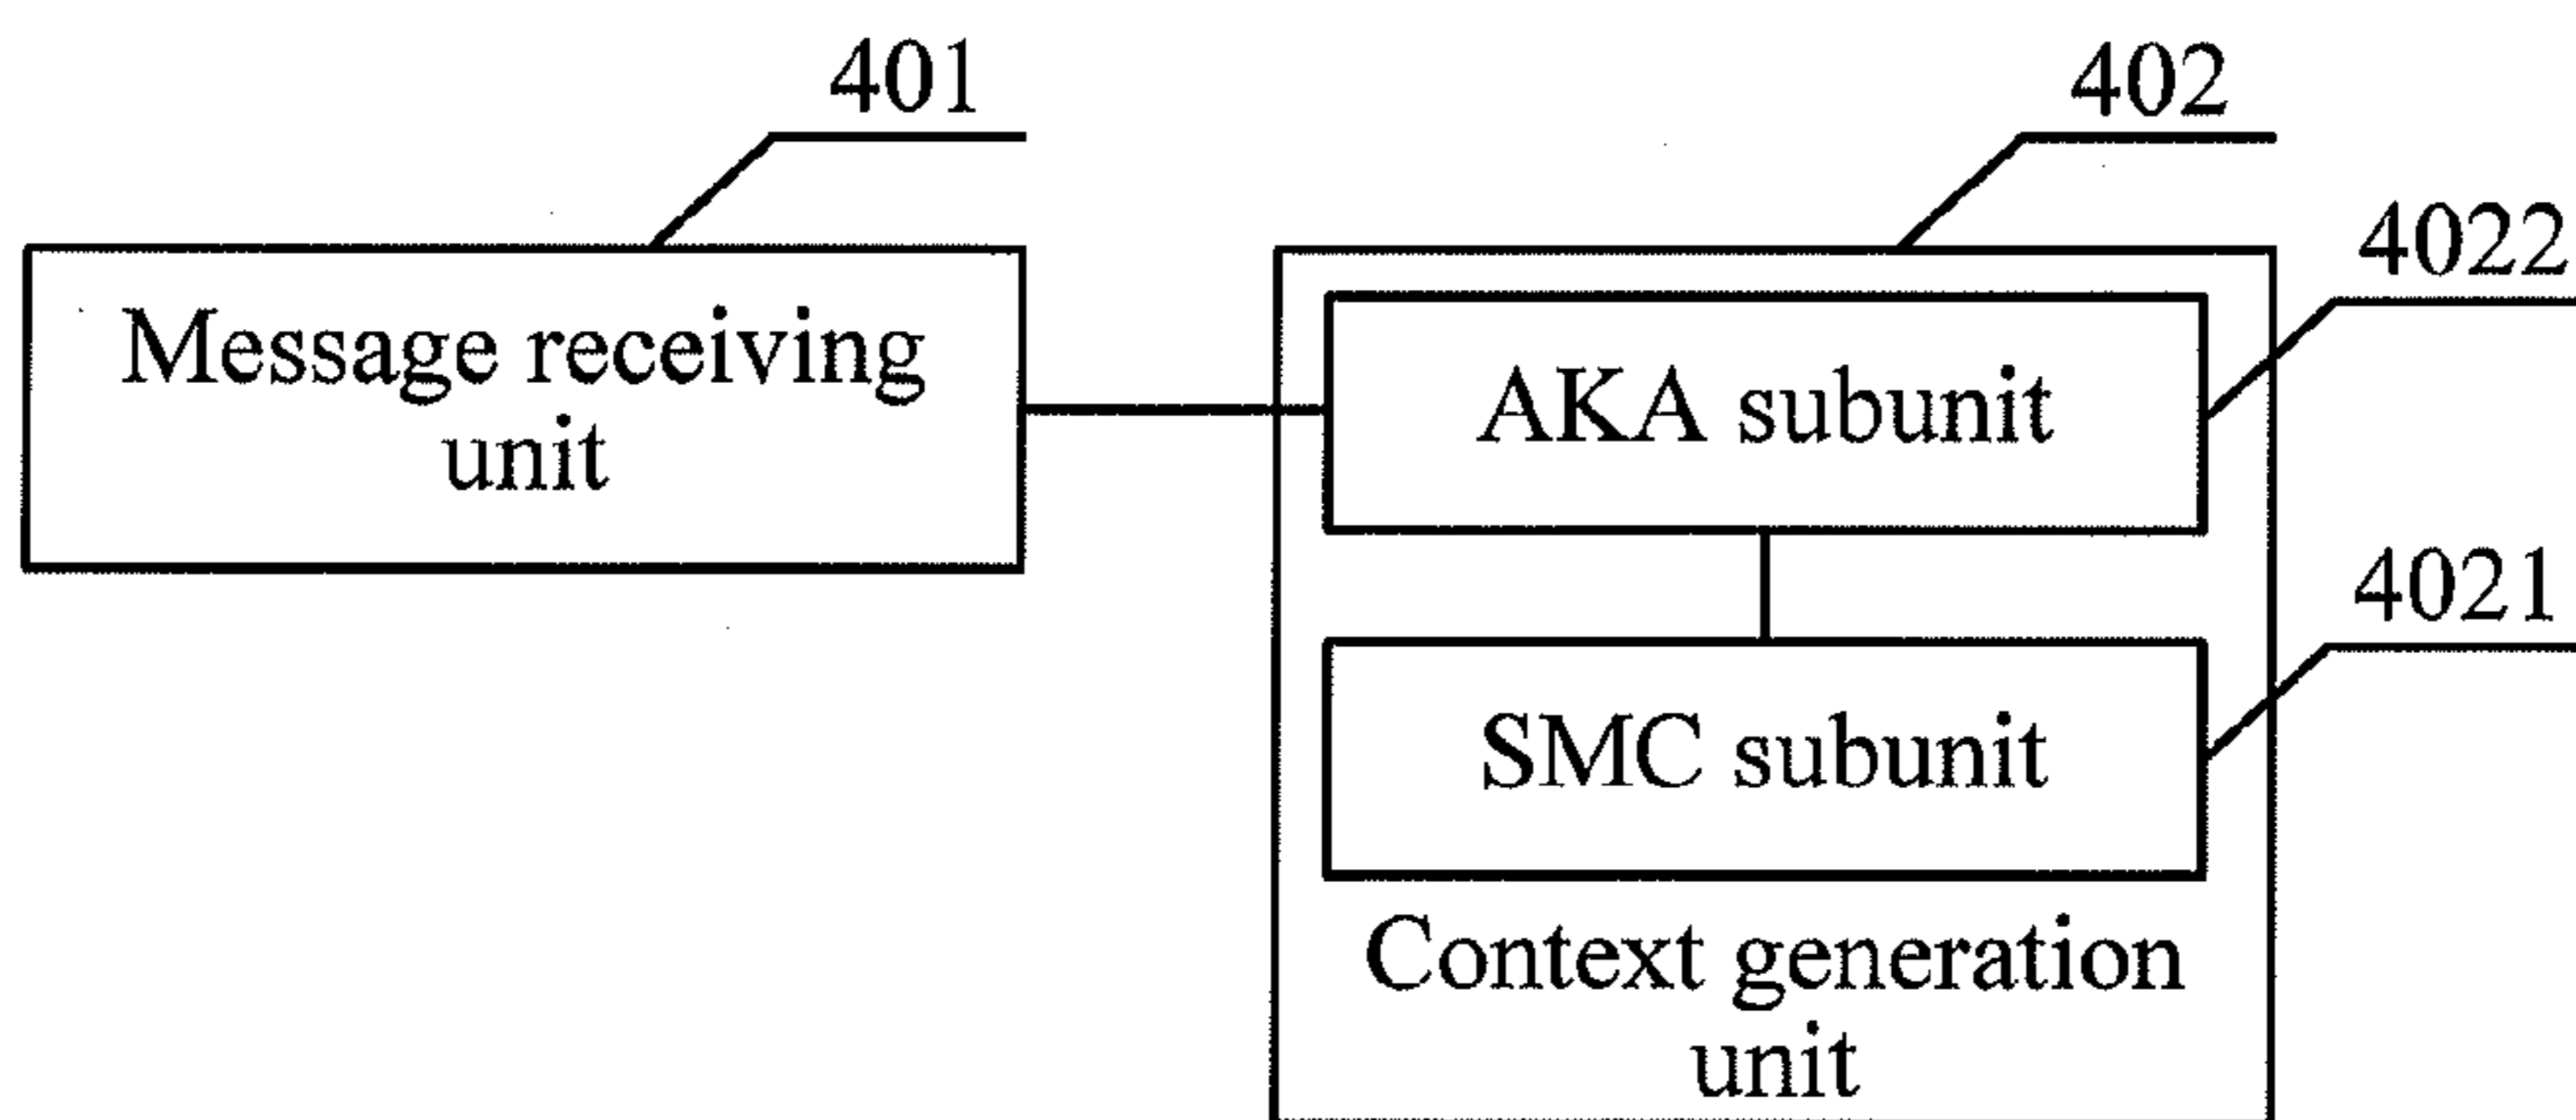 401
402
4022
Message receiving
unit
AKA subunit
4021
SMC subunit
Context generation
unit